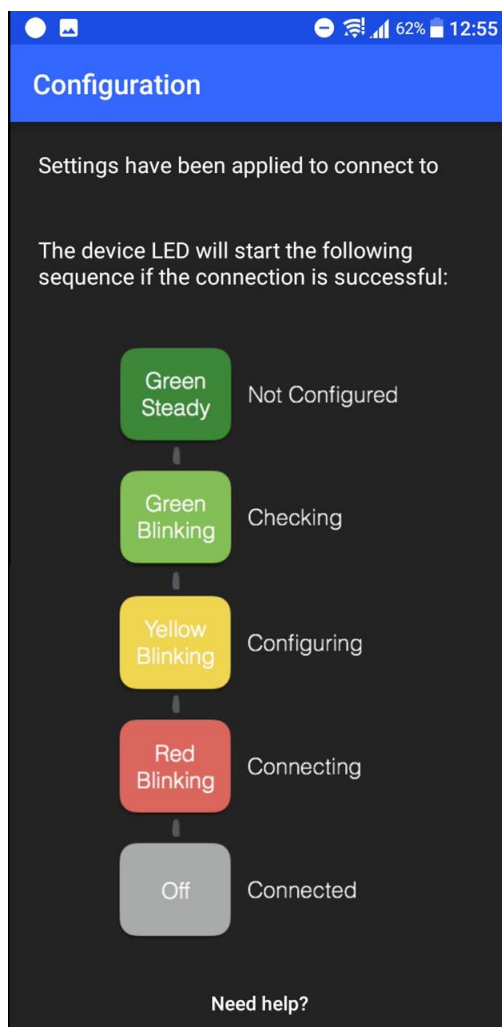 62% 12:55
Configuration
Settings have been applied to connect to
The device LED will start the following
sequence if the connection is successful:
Green
Steady
Not Configured
Green
Blinking
Checking
Yellow
Blinking
Configuring
Red
Blinking
Connecting
Off
Connected
Need help?